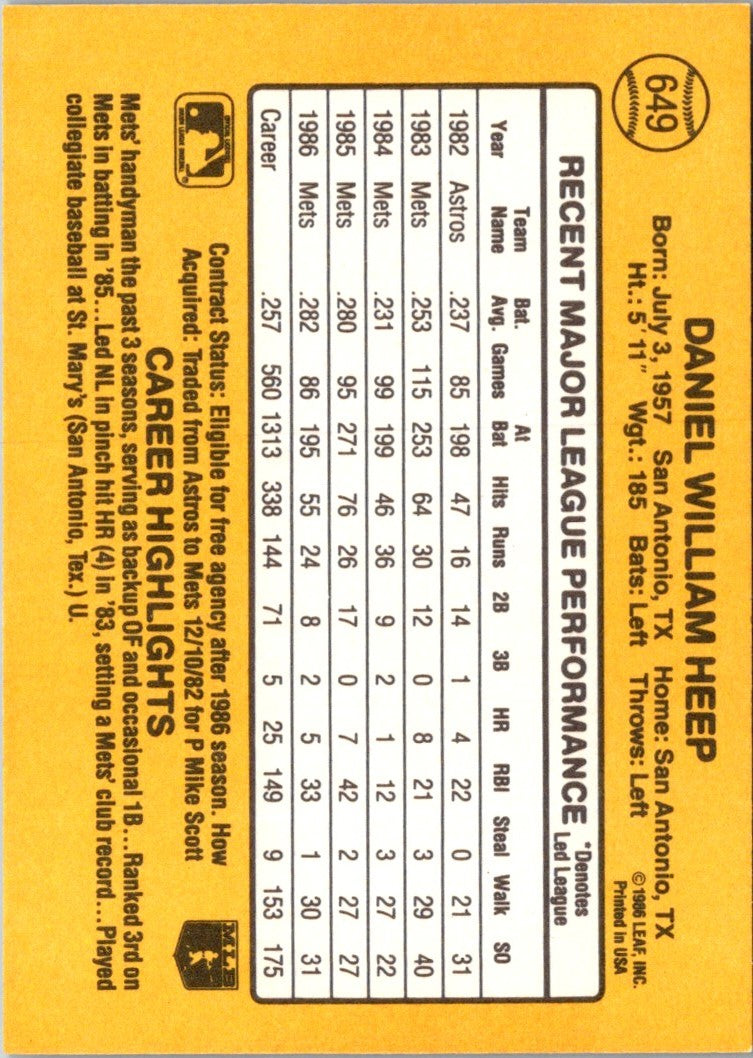 649
DANIEL WILLIAM HEEP
Born: July 3, 1957 San Antonio, TX Home: San Antonio, TX
Ht.: 5' 11" Wgt.: 185 Bats: Left Throws: Left
©1986 LEAF, INC.
Printed in USA
RECENT MAJOR LEAGUE PERFORMANCE
*Denotes
Led League
Year Team Name Bat. Avg. Games At Bat Hits Runs 2B 3B HR RBI Steal Walk SO
1982 Astros .237 85 198 47 16 14 1 4 22 0 21 31
1983 Mets .253 115 253 64 30 12 0 8 21 3 29 40
1984 Mets .231 99 199 46 36 9 2 1 12 3 27 22
1985 Mets .280 95 271 76 26 17 0 7 42 2 27 27
1986 Mets .282 86 195 55 24 8 2 5 33 1 30 31
Career .257 560 1313 338 144 71 5 25 149 9 153 175
Contract Status: Eligible for free agency after 1986 season. How
Acquired: Traded from Astros to Mets 12/10/82 for P Mike Scott
CAREER HIGHLIGHTS
Mets' handyman the past 3 seasons, serving as backup OF and occasional 1B...Ranked 3rd on
Mets in batting in '85...Led NL in pinch hit HR (4) in '83, setting a Mets' club record...Played
collegiate baseball at St. Mary's (San Antonio, Tex.) U.